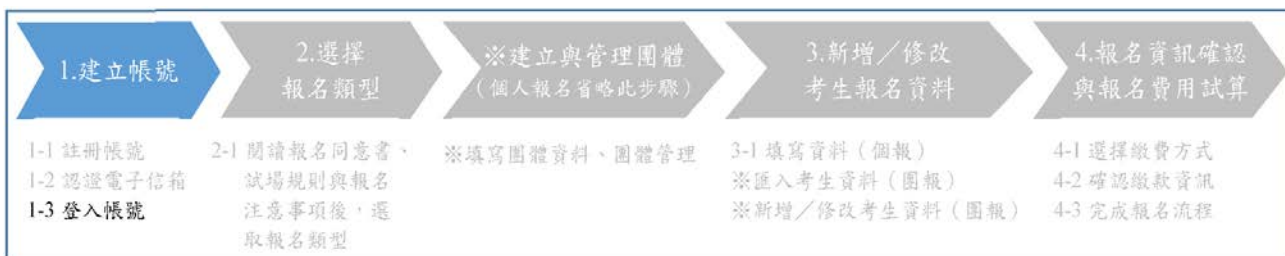 1.建立帳號
2.選擇
報名類型
※建立與管理團體
(個人報名省略此步驟)
3.新增／修改
考生報名資料
4.報名資訊確認
與報名費用試算
1-1 註冊帳號
1-2 認證電子信箱
1-3 登入帳號
2-1 閱讀報名同意書、
試場規則與報名
注意事項後，選
取報名類型
※填寫團體資料、團體管理
3-1 填寫資料（個報）
※匯入考生資料（團報）
※新增／修改考生資料（團報）
4-1 選擇繳費方式
4-2 確認繳款資訊
4-3 完成報名流程